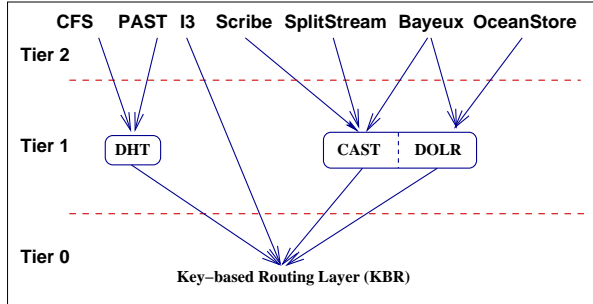 CFS PAST I3 Scribe SplitStream Bayeux OceanStore
Tier 2
Tier 1 DHT CAST DOLR
Tier 0
Key−based Routing Layer (KBR)